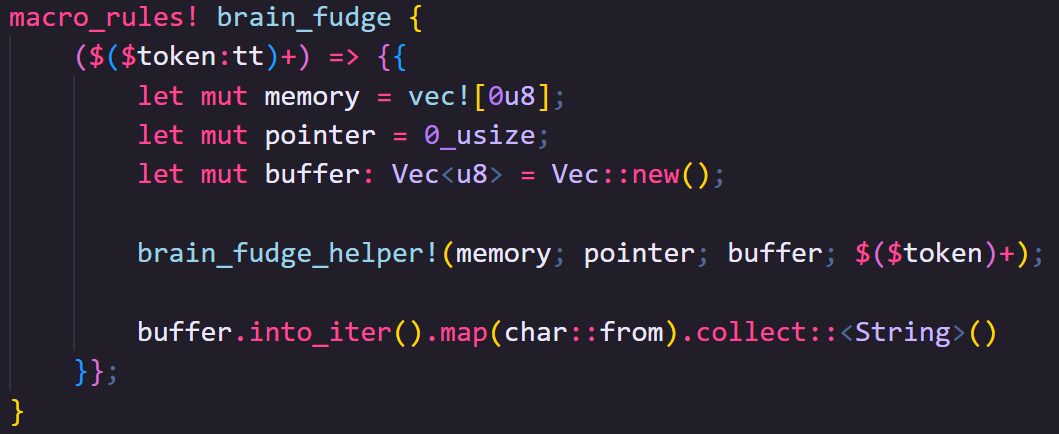 macro_rules! brain_fudge {
    ($($token:tt)+) => {{
        let mut memory = vec![0u8];
        let mut pointer = 0_usize;
        let mut buffer: Vec<u8> = Vec::new();

        brain_fudge_helper!(memory; pointer; buffer; $($token)+);

        buffer.into_iter().map(char::from).collect::<String>()
    }};
}